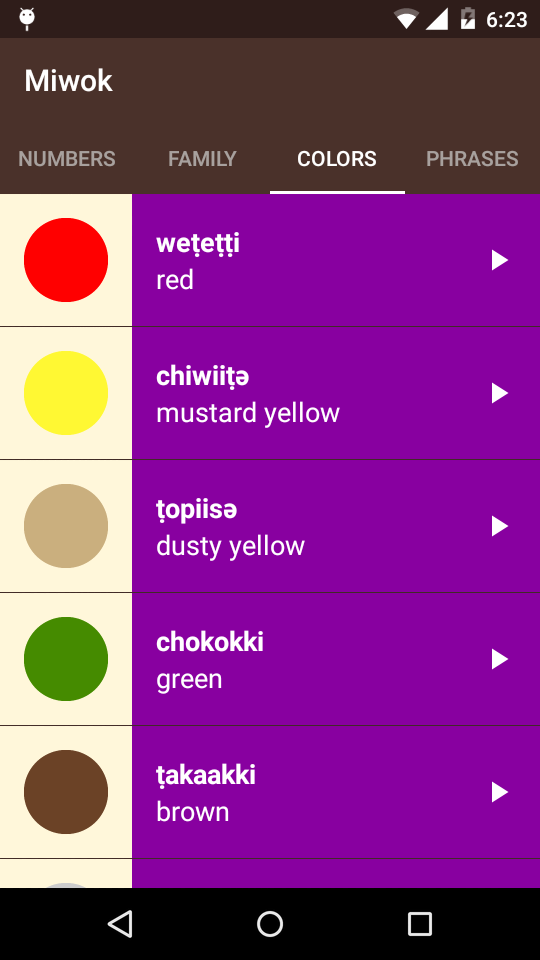 6:23
Miwok
NUMBERS FAMILY COLORS PHRASES
weṭeṭṭi
red
chiwiiṭə
mustard yellow
ṭopiisə
dusty yellow
chokokki
green
ṭakaakki
brown